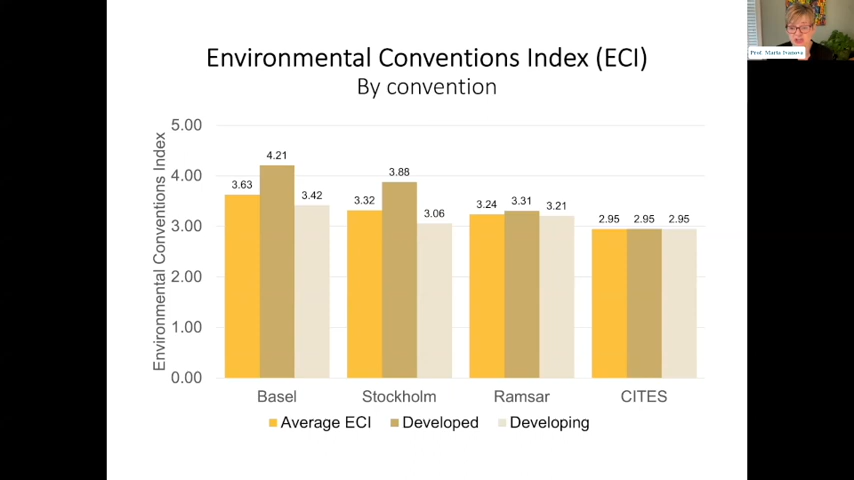 Environmental Conventions Index (ECI)
By convention
Prof. Maria Ivanova
Environmental Conventions Index
5.00
4.00
3.00
2.00
1.00
0.00
3.63
4.21
3.42
3.32
3.88
3.06
3.24
3.31
3.21
2.95
2.95
2.95
Basel
Stockholm
Ramsar
CITES
Average ECI
Developed
Developing